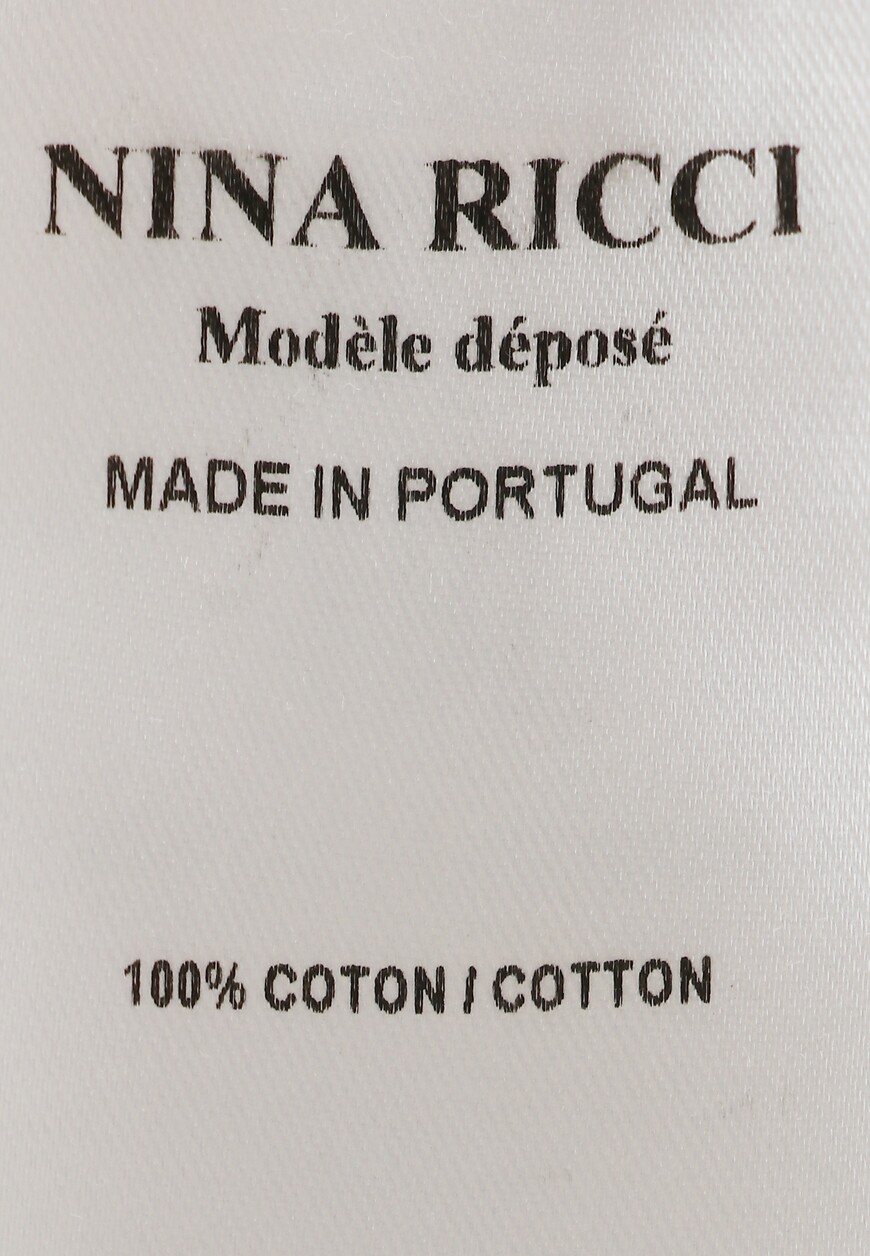 NINA RICCI
Modèle déposé
MADE IN PORTUGAL
100% COTON / COTTON